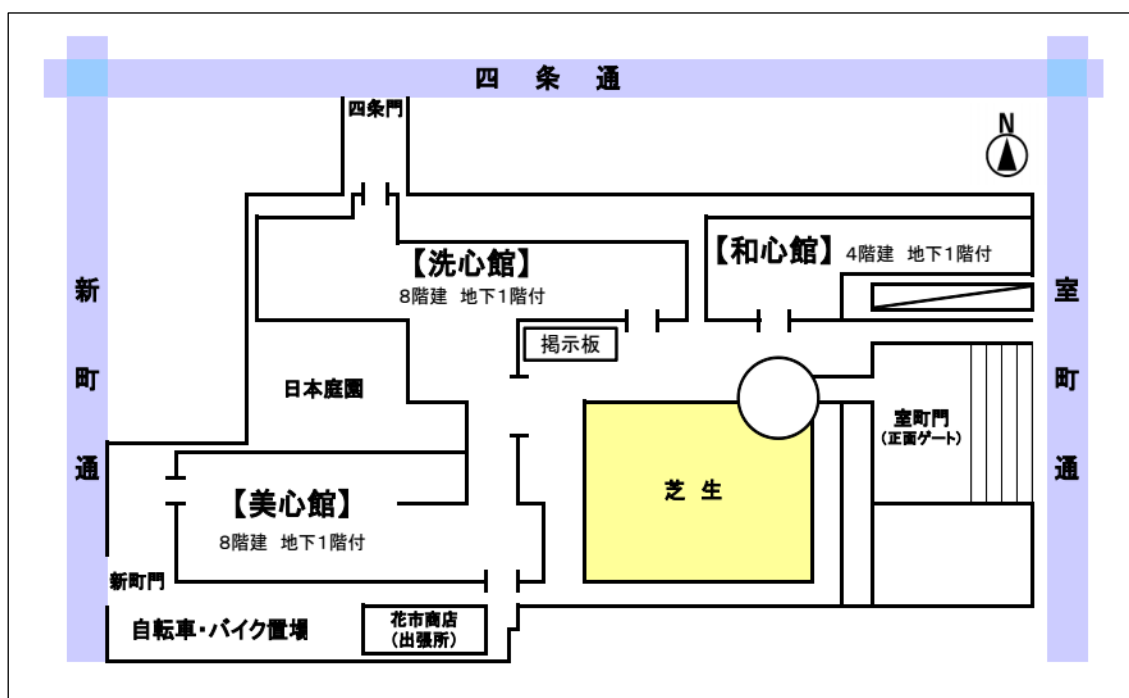 四条通
四条門
N
【洗心館】
8階建 地下1階付
【和心館】 4階建 地下1階付
新町通
室町通
掲示板
日本庭園
室町門
(正面ゲート)
芝生
【美心館】
8階建 地下1階付
新町門
自転車・バイク置場
花市商店
(出張所)